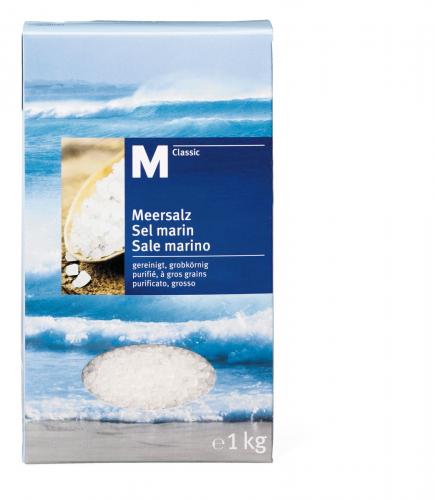 M Classic
Meersalz
Sel marin
Sale marino
gereinigt, grobkörnig
purifié, à gros grains
purificato, grosso
℮ 1 kg